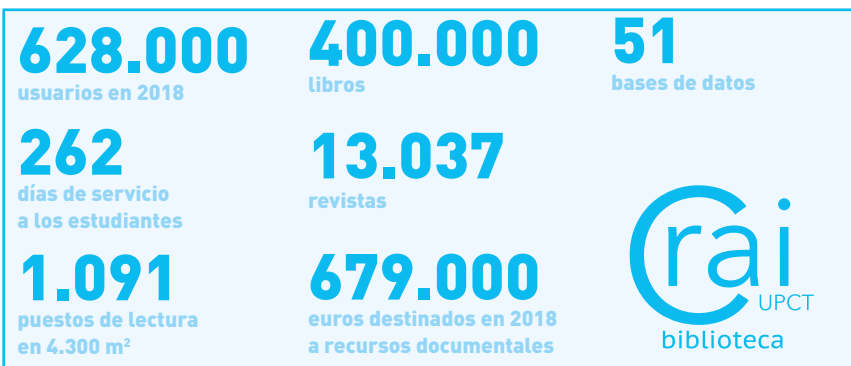 628.000
usuarios en 2018
262
días de servicio
a los estudiantes
1.091
puestos de lectura
en 4.300 m²
400.000
libros
13.037
revistas
679.000
euros destinados en 2018
a recursos documentales
51
bases de datos
Crai
UPCT
biblioteca